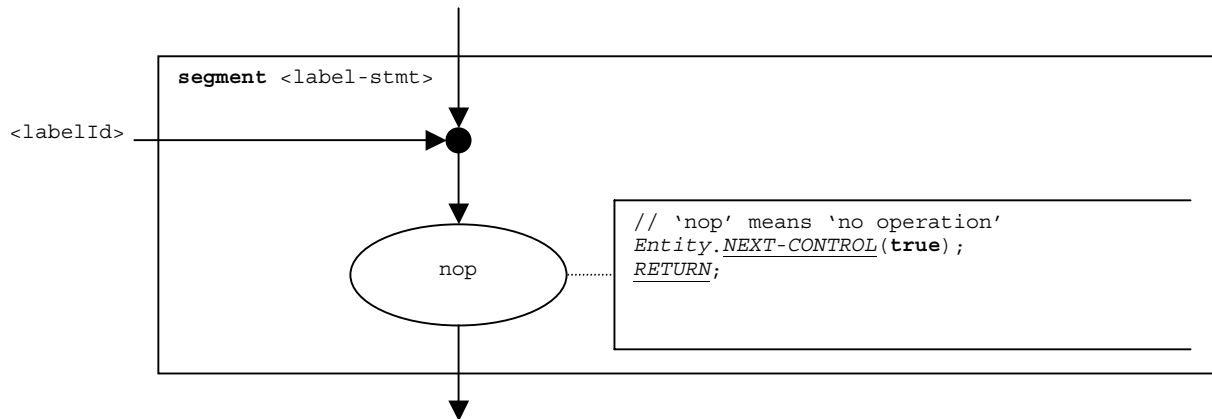 segment <label-stmt>
<labelId>
// ‘nop’ means ‘no operation’
Entity.NEXT-CONTROL(true);
RETURN;
nop